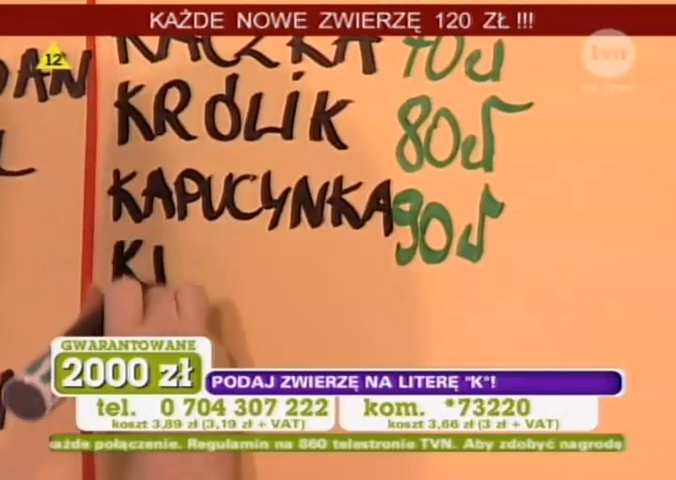 KAŻDE NOWE ZWIERZĘ 120 ZŁ !!!
12
tvn
KACZKA 70zł
KRÓLIK 80zł
KAPUCYNKA 90zł
KI
GWARANTOWANE
2000 zł
PODAJ ZWIERZĘ NA LITERĘ "K"!
tel. 0 704 307 222 kom. *73220
koszt 3,89 zł (3,19 zł + VAT) koszt 3,66 zł (3 zł + VAT)
ażde połączenie. Regulamin na 860 telestronie TVN. Aby zdobyć nagrodę